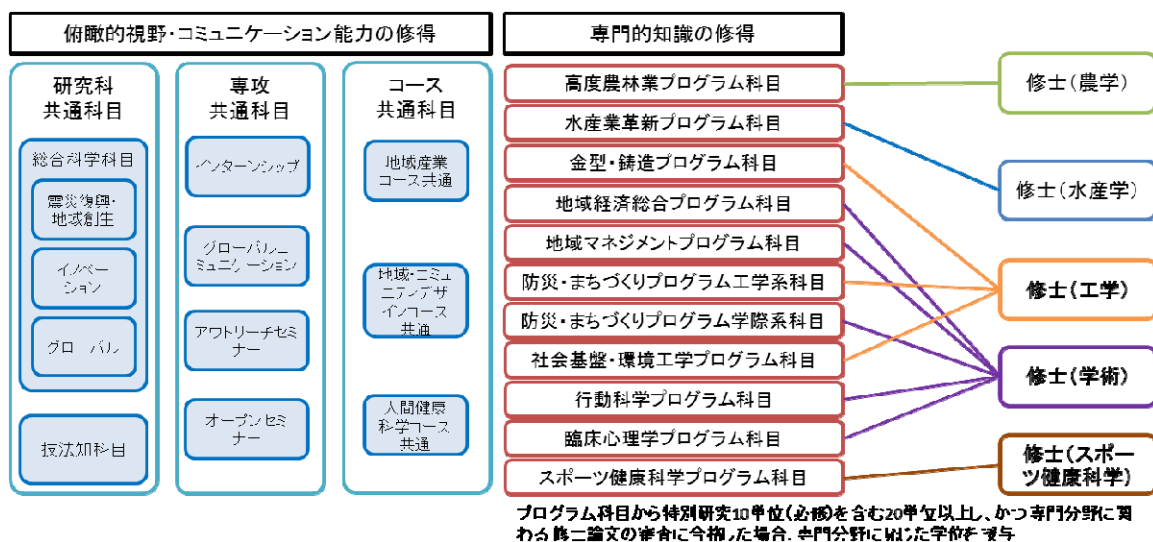 俯瞰的視野・コミュニケーション能力の修得
研究科
共通科目
総合科学科目
震災復興・
地域創生
イノベー
ション
グローバル
技法知科目
専攻
共通科目
インターンシップ
グローバルコ
ミュニケーション
アウトリーチセミ
ナー
オープンセミ
ナー
コース
共通科目
地域産業
コース共通
地域・コミュ
ニティデザ
インコース
共通
人間健康
科学コース
共通
専門的知識の修得
高度農林業プログラム科目
水産業革新プログラム科目
金型・鋳造プログラム科目
地域経済総合プログラム科目
地域マネジメントプログラム科目
防災・まちづくりプログラム工学系科目
防災・まちづくりプログラム学際系科目
社会基盤・環境工学プログラム科目
行動科学プログラム科目
臨床心理学プログラム科目
スポーツ健康科学プログラム科目
修士(農学)
修士(水産学)
修士(工学)
修士(学術)
修士(スポー
ツ健康科学)
プログラム科目から特別研究10単位(必修)を含む20単位以上し、かつ専門分野に関
わる修士論文の審査に合格した場合、専門分野に応じた学位を授与